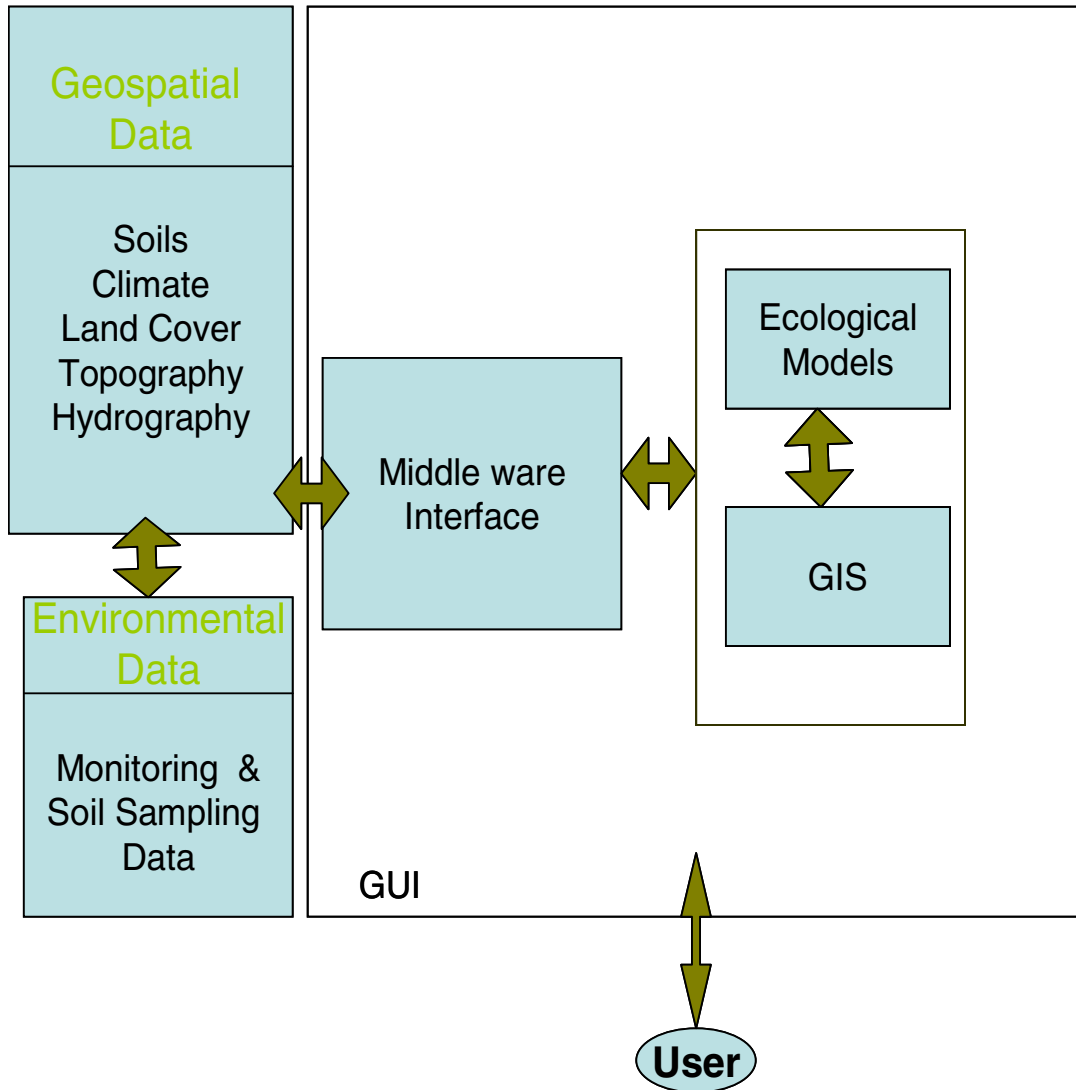 Geospatial
Data
Soils
Climate
Land Cover
Topography
Hydrography
Environmental
Data
Monitoring &
Soil Sampling
Data
Middle ware
Interface
Ecological
Models
GIS
GUI
User